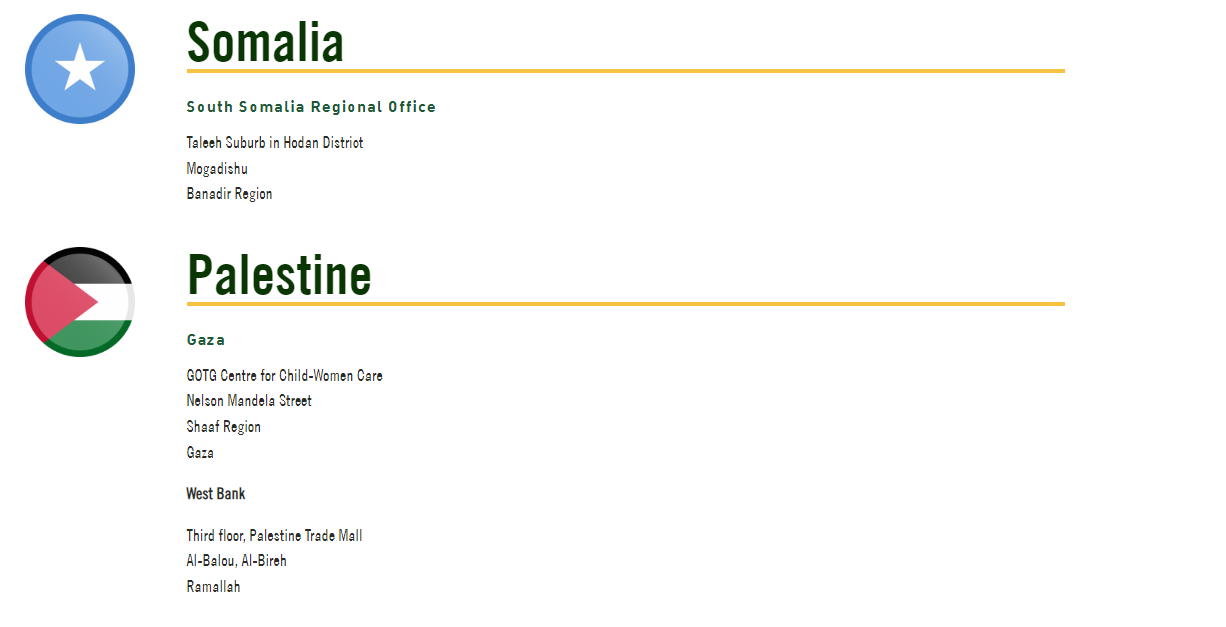 Somalia
South Somalia Regional Office
Taleeh Suburb in Hodan District
Mogadishu
Banadir Region
Palestine
Gaza
GOTG Centre for Child-Women Care
Nelson Mandela Street
Shaaf Region
Gaza
West Bank
Third floor, Palestine Trade Mall
Al-Balou, Al-Bireh
Ramallah